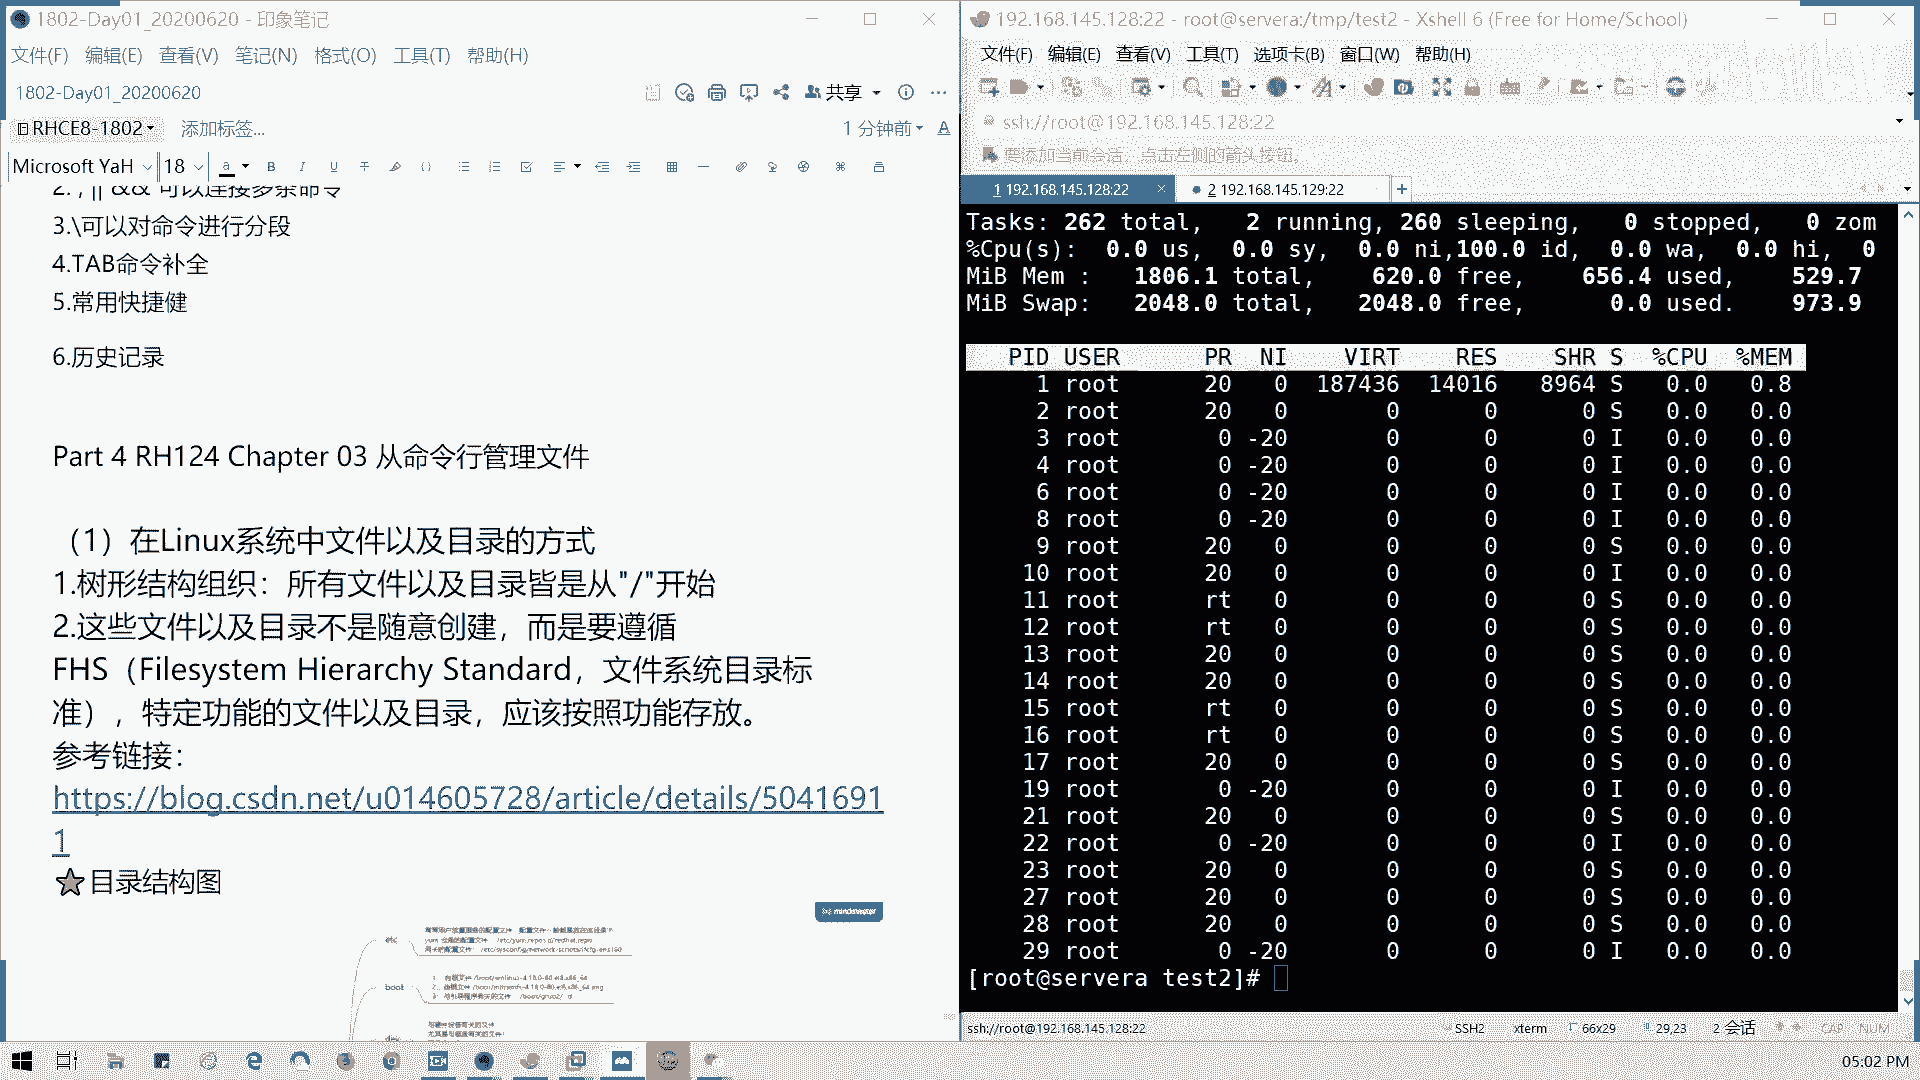 1802-Day01_20200620 - 印象笔记
文件(F) 编辑(E) 查看(V) 笔记(N) 格式(O) 工具(T) 帮助(H)
1802-Day01_20200620
共享
RHCE8-1802 添加标签...
1 分钟前
Microsoft YaH 18
2. ; || && 可以连接多条命令
3.\可以对命令进行分段
4.TAB命令补全
5.常用快捷健
6.历史记录
Part 4 RH124 Chapter 03 从命令行管理文件
（1）在Linux系统中文件以及目录的方式
1.树形结构组织：所有文件以及目录皆是从"/"开始
2.这些文件以及目录不是随意创建，而是要遵循
FHS（Filesystem Hierarchy Standard，文件系统目录标
准），特定功能的文件以及目录，应该按照功能存放。
参考链接：
https://blog.csdn.net/u014605728/article/details/5041691
1
目录结构图
etc
boot
192.168.145.128:22 - root@servera:/tmp/test2 - Xshell 6 (Free for Home/School)
文件(F) 编辑(E) 查看(V) 工具(T) 选项卡(B) 窗口(W) 帮助(H)
ssh://root@192.168.145.128:22
要添加当前会话，点击左侧的箭头按钮。
1 192.168.145.128:22 2 192.168.145.129:22
Tasks: 262 total, 2 running, 260 sleeping, 0 stopped, 0 zom
%Cpu(s): 0.0 us, 0.0 sy, 0.0 ni,100.0 id, 0.0 wa, 0.0 hi, 0
MiB Mem : 1806.1 total, 620.0 free, 656.4 used, 529.7
MiB Swap: 2048.0 total, 2048.0 free, 0.0 used. 973.9
PID USER PR NI VIRT RES SHR S %CPU %MEM
1 root 20 0 187436 14016 8964 S 0.0 0.8
2 root 20 0 0 0 0 S 0.0 0.0
3 root 0 -20 0 0 0 I 0.0 0.0
4 root 0 -20 0 0 0 I 0.0 0.0
6 root 0 -20 0 0 0 I 0.0 0.0
8 root 0 -20 0 0 0 I 0.0 0.0
9 root 20 0 0 0 0 S 0.0 0.0
10 root 20 0 0 0 0 I 0.0 0.0
11 root rt 0 0 0 0 S 0.0 0.0
12 root rt 0 0 0 0 S 0.0 0.0
13 root 20 0 0 0 0 S 0.0 0.0
14 root 20 0 0 0 0 S 0.0 0.0
15 root rt 0 0 0 0 S 0.0 0.0
16 root rt 0 0 0 0 S 0.0 0.0
17 root 20 0 0 0 0 S 0.0 0.0
19 root 0 -20 0 0 0 I 0.0 0.0
21 root 20 0 0 0 0 S 0.0 0.0
22 root 0 -20 0 0 0 I 0.0 0.0
23 root 20 0 0 0 0 S 0.0 0.0
27 root 20 0 0 0 0 S 0.0 0.0
28 root 20 0 0 0 0 S 0.0 0.0
29 root 0 -20 0 0 0 I 0.0 0.0
[root@servera test2]#
ssh://root@192.168.145.128:22 SSH2 xterm 66x29 29,23 2 会话 CAP NUM
05:02 PM